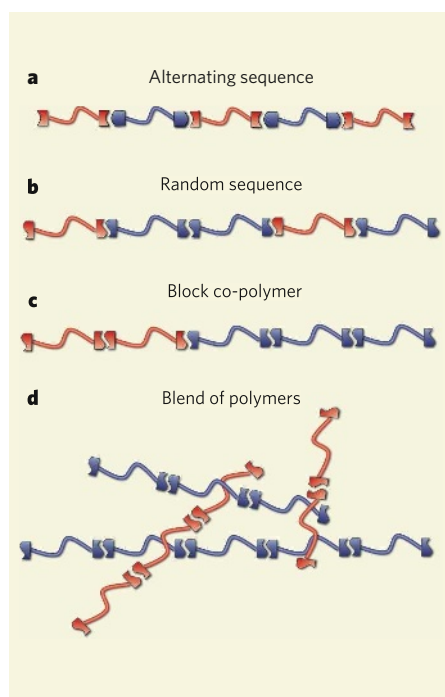 a Alternating sequence
b Random sequence
c Block co-polymer
d Blend of polymers